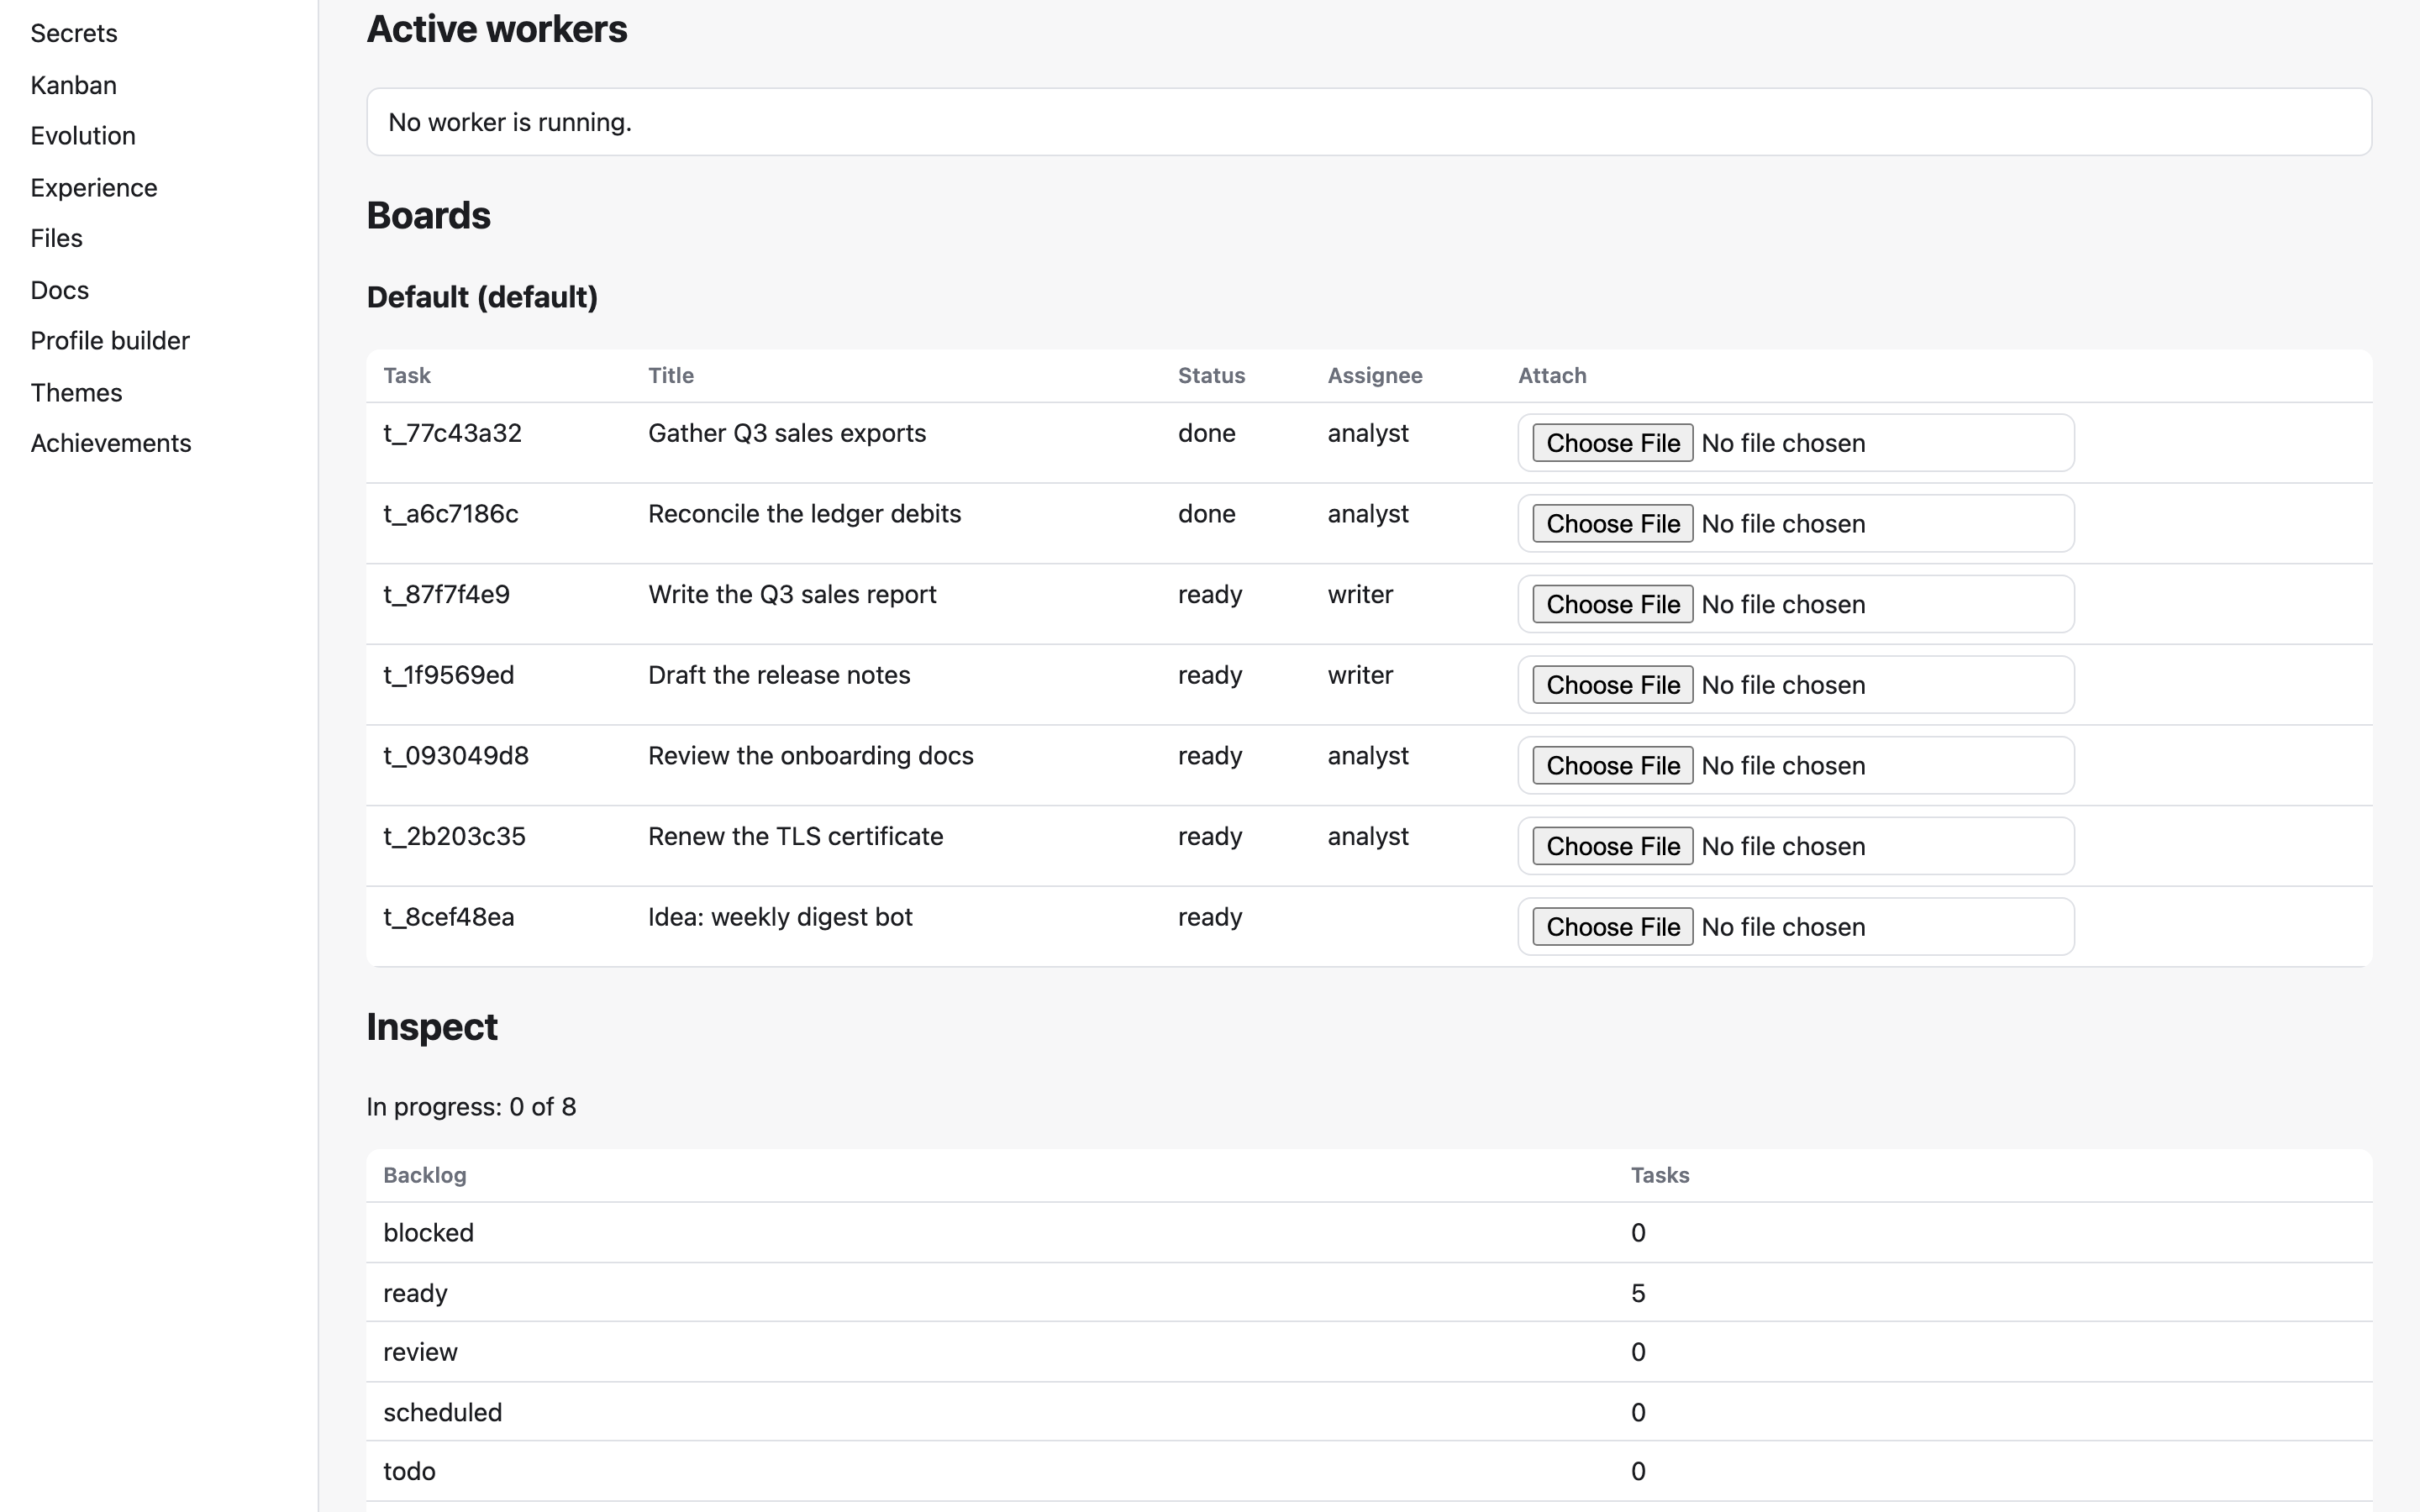 Secrets
Kanban
Evolution
Experience
Files
Docs
Profile builder
Themes
Achievements
Active workers
No worker is running.
Boards
Default (default)
Task Title Status Assignee Attach
t_77c43a32 Gather Q3 sales exports done analyst Choose File No file chosen
t_a6c7186c Reconcile the ledger debits done analyst Choose File No file chosen
t_87f7f4e9 Write the Q3 sales report ready writer Choose File No file chosen
t_1f9569ed Draft the release notes ready writer Choose File No file chosen
t_093049d8 Review the onboarding docs ready analyst Choose File No file chosen
t_2b203c35 Renew the TLS certificate ready analyst Choose File No file chosen
t_8cef48ea Idea: weekly digest bot ready Choose File No file chosen
Inspect
In progress: 0 of 8
Backlog Tasks
blocked 0
ready 5
review 0
scheduled 0
todo 0